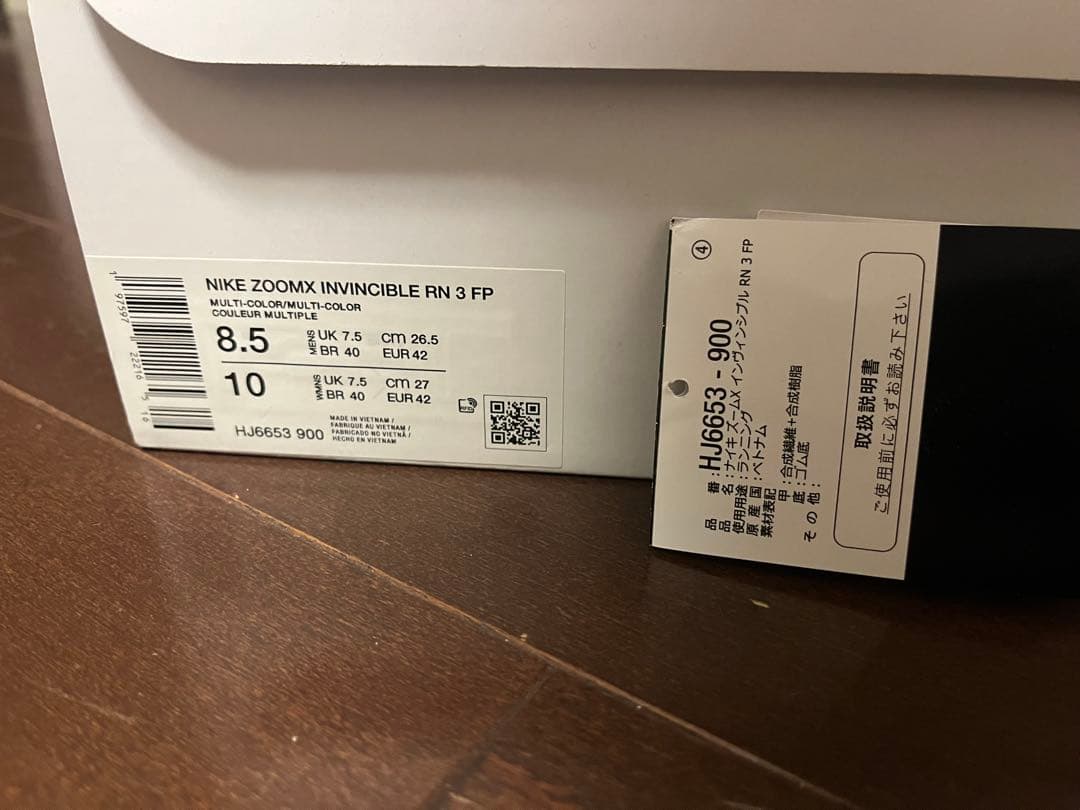 NIKE ZOOMX INVINCIBLE RN 3 FP
MULTI-COLOR/MULTI-COLOR
COULEUR MULTIPLE
8.5 MENS UK 7.5 cm 26.5
BR 40 EUR 42
10 WMNS UK 7.5 cm 27
BR 40 EUR 42
RFID
HJ6653 900
MADE IN VIETNAM /
FABRIQUE AU VIETNAM /
FABRICADO NO VIETNÃ /
HECHO EN VIETNAM
1 97597 22216 5 10
④
品番:HJ6653-900
品名:ナイキ ズームX インヴィンシブル RN 3 FP
使用用途:ランニング
原産国:ベトナム
素材表記
甲:合成繊維+合成樹脂
底:ゴム底
その他:
取扱説明書
ご使用前に必ずお読み下さい